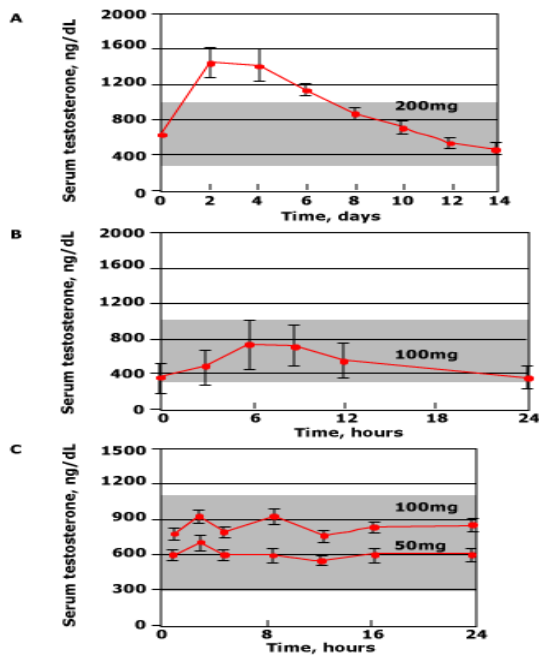 A
Serum testosterone, ng/dL
2000
1600
1200
800
400
0
200mg
0 2 4 6 8 10 12 14
Time, days
B
Serum testosterone, ng/dL
2000
1600
1200
800
400
0
100mg
0 6 12 18 24
Time, hours
C
Serum testosterone, ng/dL
1500
1200
900
600
300
0
100mg
50mg
0 8 16 24
Time, hours